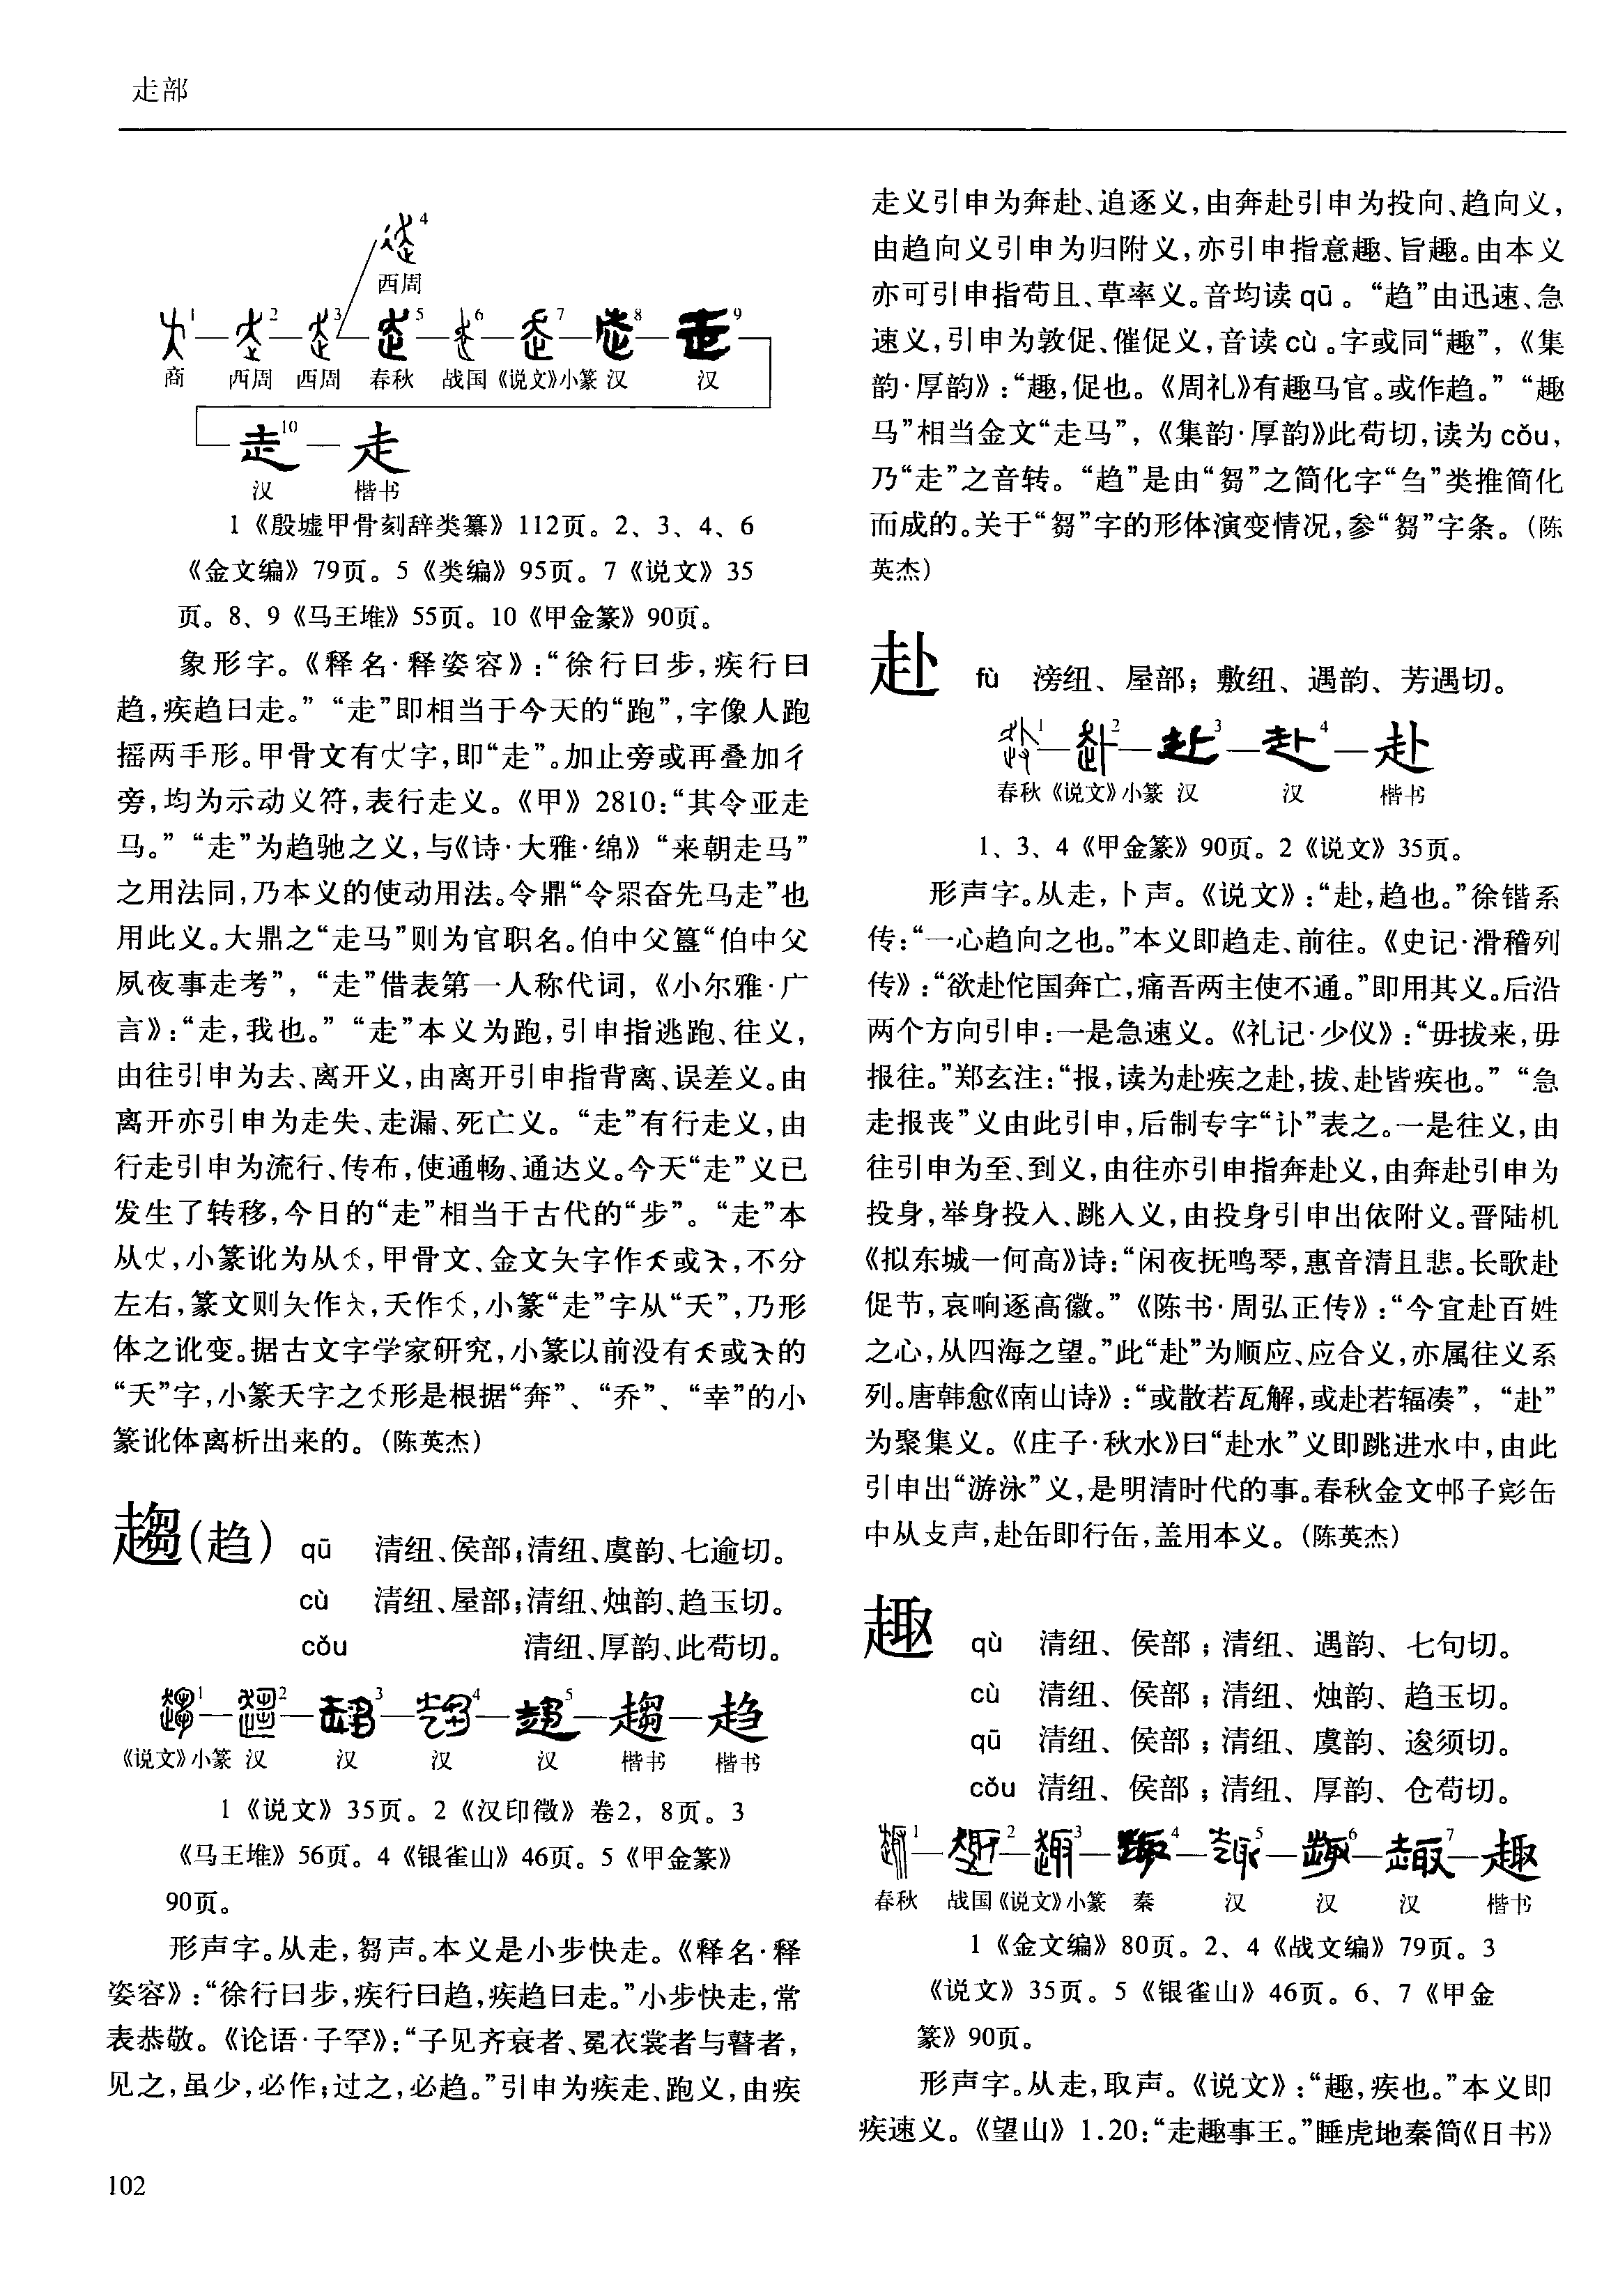 走部
4
西周
1 2 3 5 6 7 8 9
商 西周 西周 春秋 战国 《说文》小篆 汉 汉
走10 走
汉 楷书
1《殷墟甲骨刻辞类纂》112页。2、3、4、6
《金文编》79页。5《类编》95页。7《说文》35
页。8、9《马王堆》55页。10《甲金篆》90页。
象形字。《释名·释姿容》：“徐行曰步，疾行曰
趋，疾趋曰走。”“走”即相当于今天的“跑”，字像人跑
摇两手形。甲骨文有字，即“走”。加止旁或再叠加彳
旁，均为示动义符，表行走义。《甲》2810：“其令亚走
马。”“走”为趋驰之义，与《诗·大雅·绵》“来朝走马”
之用法同，乃本义的使动用法。令鼎“令眔奋先马走”也
用此义。大鼎之“走马”则为官职名。伯中父簋“伯中父
夙夜事走考”，“走”借表第一人称代词，《小尔雅·广
言》：“走，我也。”“走”本义为跑，引申指逃跑、往义，
由往引申为去、离开义，由离开引申指背离、误差义。由
离开亦引申为走失、走漏、死亡义。“走”有行走义，由
行走引申为流行、传布，使通畅、通达义。今天“走”义已
发生了转移，今日的“走”相当于古代的“步”。“走”本
从，小篆讹为从，甲骨文、金文夨字作或，不分
左右，篆文则夨作，夭作，小篆“走”字从“夭”，乃形
体之讹变。据古文字学家研究，小篆以前没有或的
“夭”字，小篆夭字之形是根据“奔”、“乔”、“幸”的小
篆讹体离析出来的。（陈英杰）
趨（趋） qū 清纽、侯部；清纽、虞韵、七逾切。
cù 清纽、屋部；清纽、烛韵、趋玉切。
cǒu 清纽、厚韵、此苟切。
1 2 3 4 5 趨 趋
《说文》小篆 汉 汉 汉 汉 楷书 楷书
1《说文》35页。2《汉印徵》卷2，8页。3
《马王堆》56页。4《银雀山》46页。5《甲金篆》
90页。
形声字。从走，芻声。本义是小步快走。《释名·释
姿容》：“徐行曰步，疾行曰趋，疾趋曰走。”小步快走，常
表恭敬。《论语·子罕》：“子见齐衰者、冕衣裳者与瞽者，
见之，虽少，必作；过之，必趋。”引申为疾走、跑义，由疾
102
走义引申为奔赴、追逐义，由奔赴引申为投向、趋向义，
由趋向义引申为归附义，亦引申指意趣、旨趣。由本义
亦可引申指苟且、草率义。音均读qū。“趋”由迅速、急
速义，引申为敦促、催促义，音读cù。字或同“趣”，《集
韵·厚韵》：“趣，促也。《周礼》有趣马官。或作趋。”“趣
马”相当金文“走马”，《集韵·厚韵》此苟切，读为cǒu，
乃“走”之音转。“趋”是由“芻”之简化字“刍”类推简化
而成的。关于“芻”字的形体演变情况，参“芻”字条。（陈
英杰）
赴 fù 滂纽、屋部；敷纽、遇韵、芳遇切。
1 2 3 4 赴
春秋 《说文》小篆 汉 汉 楷书
1、3、4《甲金篆》90页。2《说文》35页。
形声字。从走，卜声。《说文》：“赴，趋也。”徐锴系
传：“一心趋向之也。”本义即趋走、前往。《史记·滑稽列
传》：“欲赴佗国奔亡，痛吾两主使不通。”即用其义。后沿
两个方向引申：一是急速义。《礼记·少仪》：“毋拔来，毋
报往。”郑玄注：“报，读为赴疾之赴，拔、赴皆疾也。”“急
走报丧”义由此引申，后制专字“讣”表之。一是往义，由
往引申为至、到义，由往亦引申指奔赴义，由奔赴引申为
投身，举身投入、跳入义，由投身引申出依附义。晋陆机
《拟东城一何高》诗：“闲夜抚鸣琴，惠音清且悲。长歌赴
促节，哀响逐高徽。”《陈书·周弘正传》：“今宜赴百姓
之心，从四海之望。”此“赴”为顺应、应合义，亦属往义系
列。唐韩愈《南山诗》：“或散若瓦解，或赴若辐凑”，“赴”
为聚集义。《庄子·秋水》曰“赴水”义即跳进水中，由此
引申出“游泳”义，是明清时代的事。春秋金文䢵子彯缶
中从攴声，赴缶即行缶，盖用本义。（陈英杰）
趣 qù 清纽、侯部；清纽、遇韵、七句切。
cù 清纽、侯部；清纽、烛韵、趋玉切。
qū 清纽、侯部；清纽、虞韵、逡须切。
cǒu 清纽、侯部；清纽、厚韵、仓苟切。
1 2 3 4 5 6 7 趣
春秋 战国 《说文》小篆 秦 汉 汉 汉 楷书
1《金文编》80页。2、4《战文编》79页。3
《说文》35页。5《银雀山》46页。6、7《甲金
篆》90页。
形声字。从走，取声。《说文》：“趣，疾也。”本义即
疾速义。《望山》1.20：“走趣事王。”睡虎地秦简《日书》